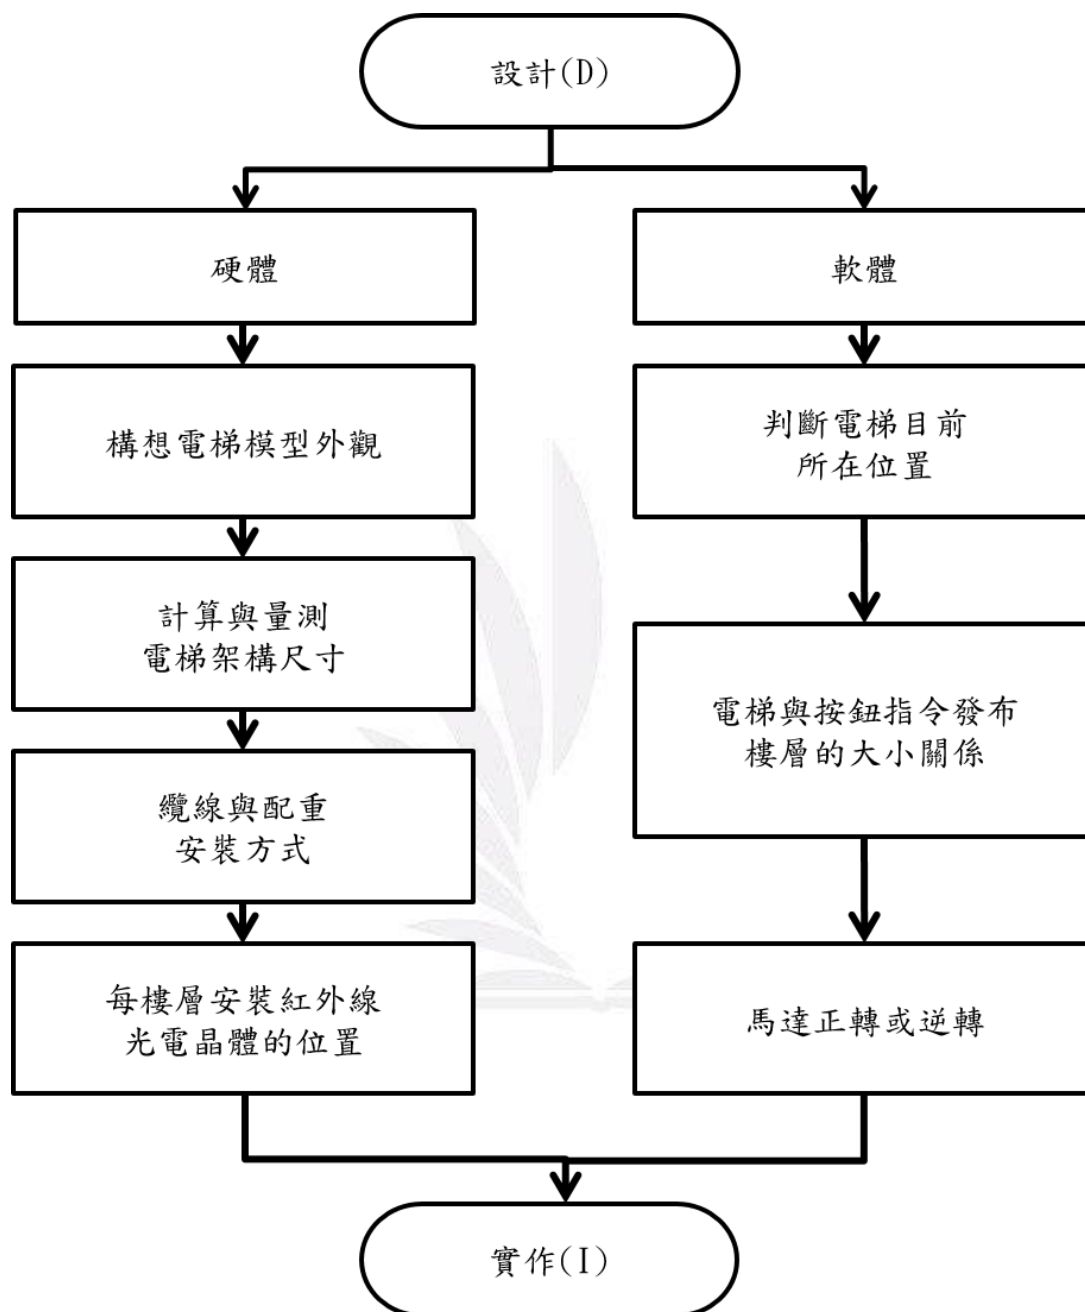 設計(D)
硬體
軟體
構想電梯模型外觀
判斷電梯目前
所在位置
計算與量測
電梯架構尺寸
電梯與按鈕指令發布
樓層的大小關係
纜線與配重
安裝方式
每樓層安裝紅外線
光電晶體的位置
馬達正轉或逆轉
實作(I)